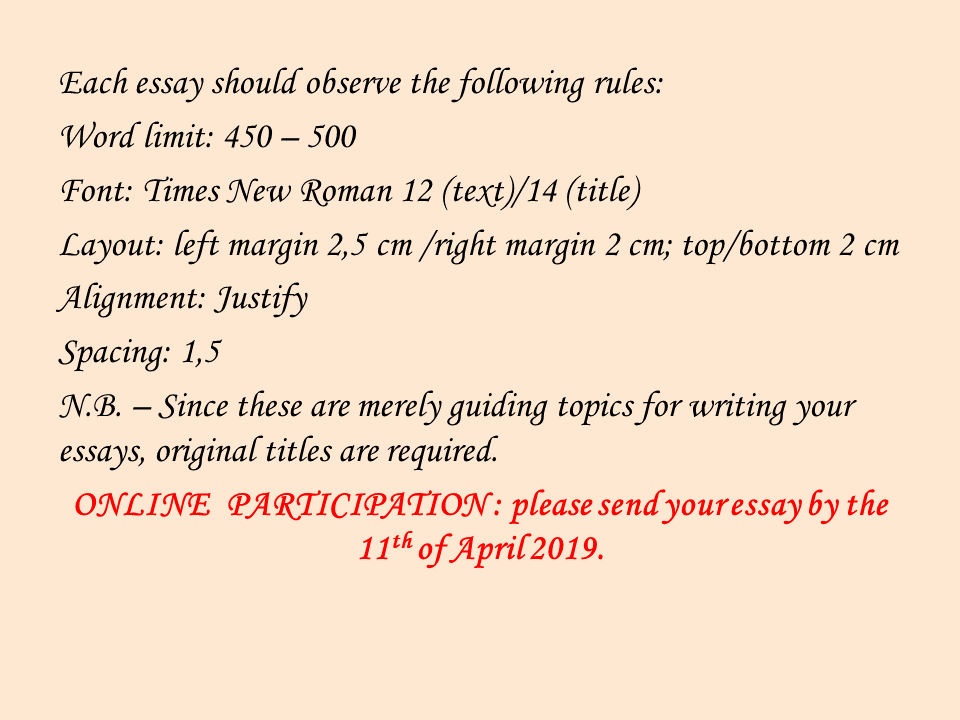 Each essay should observe the following rules:
Word limit: 450 – 500
Font: Times New Roman 12 (text)/14 (title)
Layout: left margin 2,5 cm /right margin 2 cm; top/bottom 2 cm
Alignment: Justify
Spacing: 1,5
N.B. – Since these are merely guiding topics for writing your
essays, original titles are required.
ONLINE PARTICIPATION : please send your essay by the
11th of April 2019.